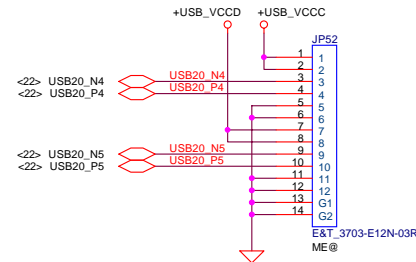 +USB_VCCD +USB_VCCC
JP52
1 1
2 2
<22> USB20_N4 USB20_N4 3 3
<22> USB20_P4 USB20_P4 4 4
5 5
6 6
7 7
8 8
<22> USB20_N5 USB20_N5 9 9
<22> USB20_P5 USB20_P5 10 10
11 11
12 12
13 G1
14 G2
E&T_3703-E12N-03R
ME@